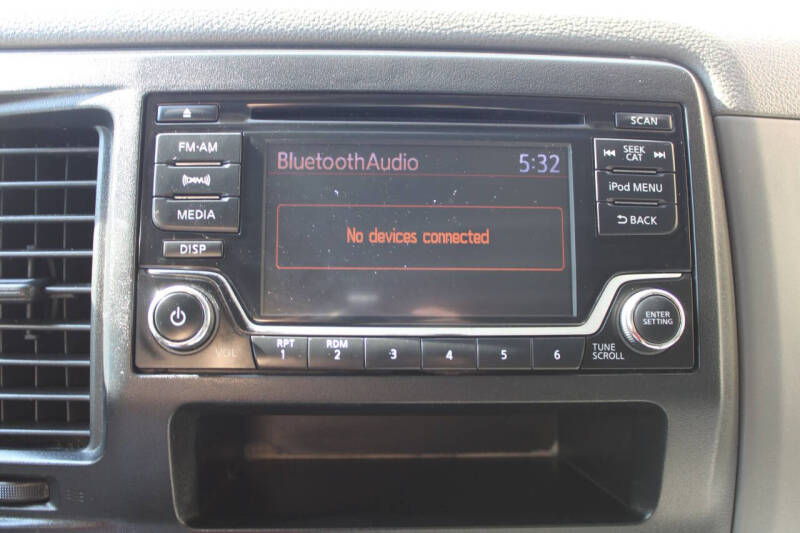 SCAN
FM·AM
SEEK
CAT
((XM))
iPod MENU
MEDIA
BACK
DISP
BluetoothAudio 5:32
No devices connected
ENTER
SETTING
VOL
RPT
1
RDM
2
3
4
5
6
TUNE
SCROLL